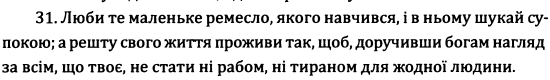 31. Люби те маленьке ремесло, якого навчився, і в ньому шукай су-
покою; а решту свого життя проживи так, щоб, доручивши богам нагляд
за всім, що твоє, не стати ні рабом, ні тираном для жодної людини.